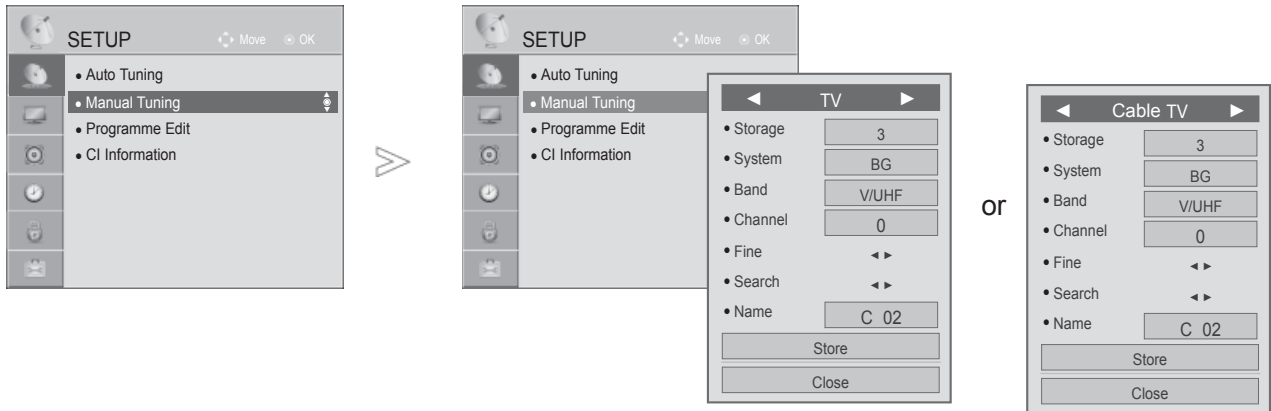 SETUP
Move OK
• Auto Tuning
• Manual Tuning
• Programme Edit
• CI Information
SETUP
Move OK
• Auto Tuning
• Manual Tuning
• Programme Edit
• CI Information
◄ TV ►
• Storage 3
• System BG
• Band V/UHF
• Channel 0
• Fine ◄ ►
• Search ◄ ►
• Name C 02
Store
Close
or
◄ Cable TV ►
• Storage 3
• System BG
• Band V/UHF
• Channel 0
• Fine ◄ ►
• Search ◄ ►
• Name C 02
Store
Close